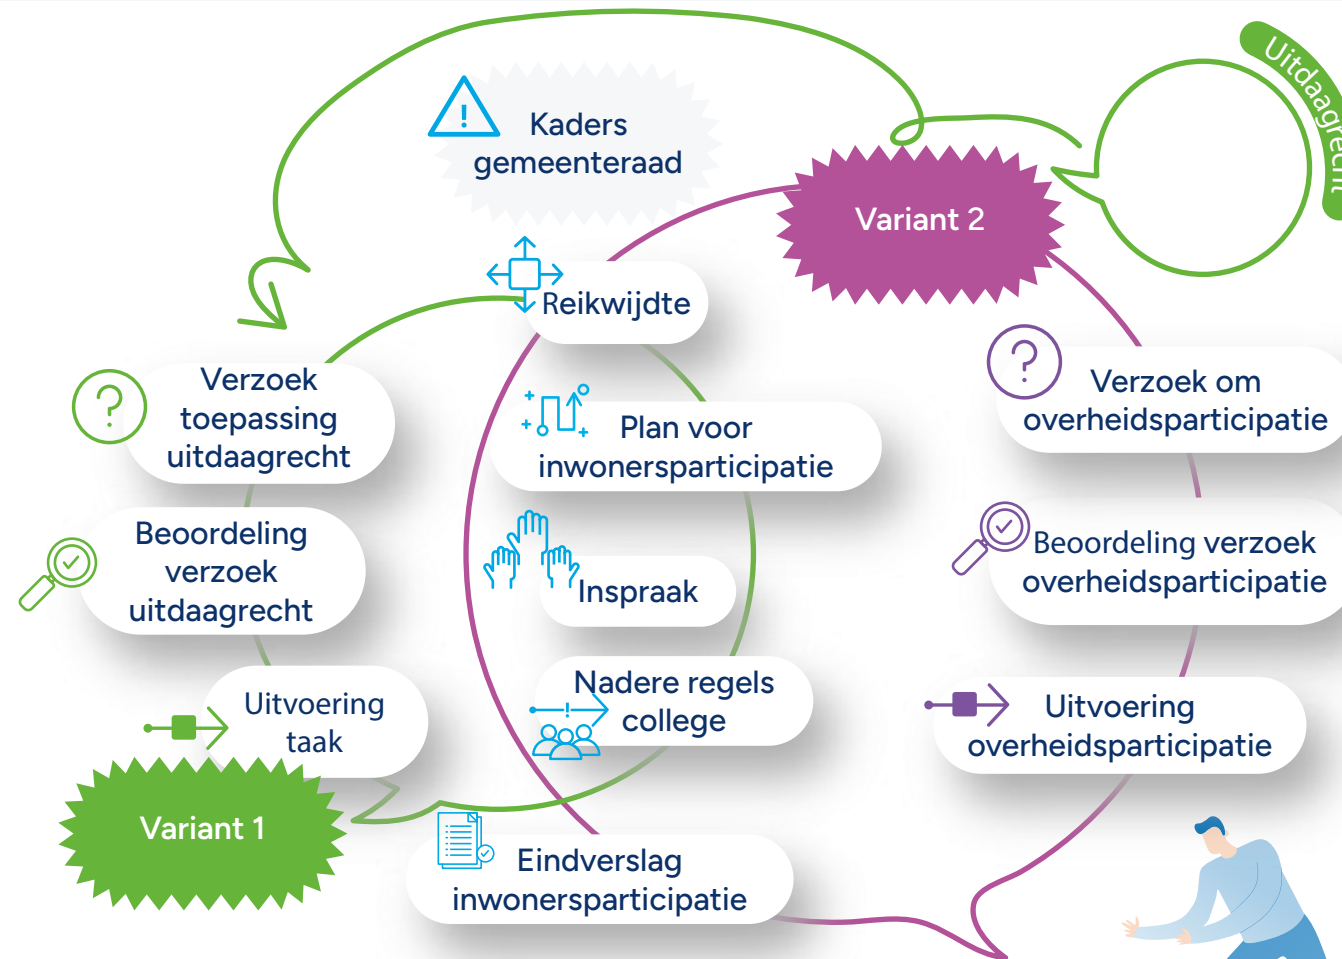 Uitdaagrecht
Kaders
gemeenteraad
Variant 2
Reikwijdte
Verzoek
toepassing
uitdaagrecht
Plan voor
inwonersparticipatie
Verzoek om
overheidsparticipatie
Beoordeling
verzoek
uitdaagrecht
Inspraak
Beoordeling verzoek
overheidsparticipatie
Uitvoering
taak
Nadere regels
college
Uitvoering
overheidsparticipatie
Variant 1
Eindverslag
inwonersparticipatie